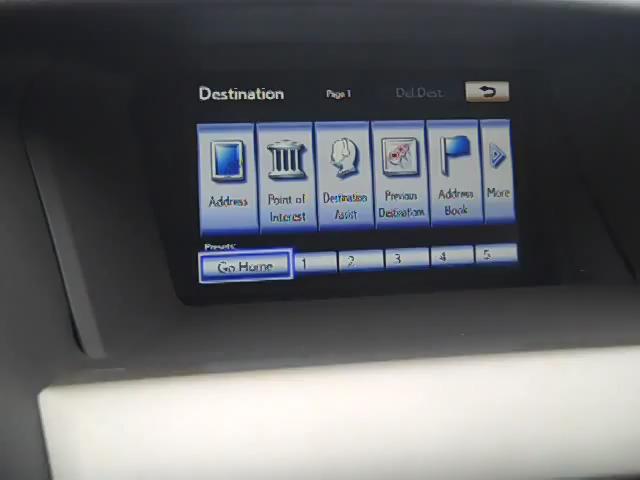 Destination Page 1 Del.Dest.
Address
Point of
Interest
Destination
Assist
Previous
Destinations
Address
Book
More
Presets:
Go Home 1 2 3 4 5